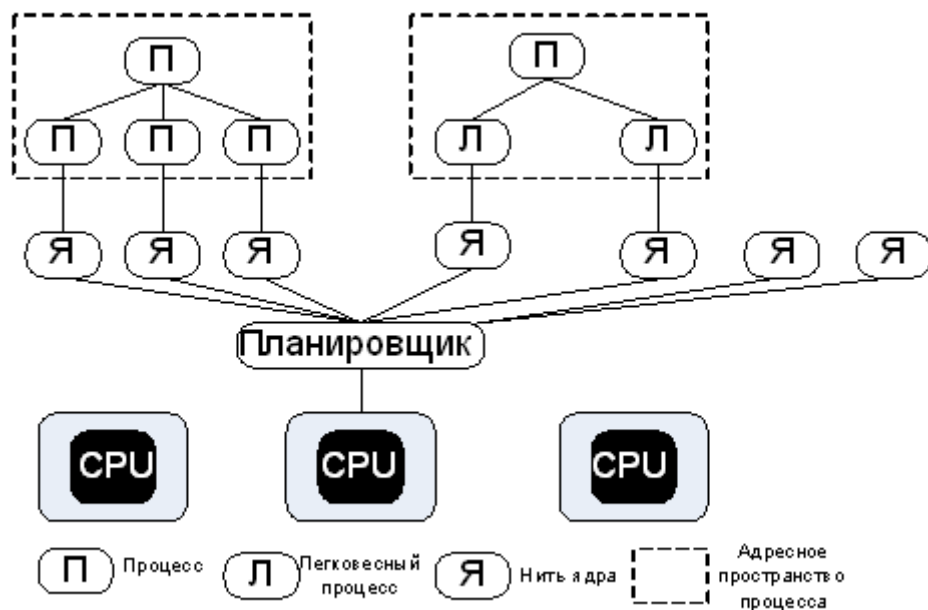 П П
П П П Л Л
Я Я Я Я Я Я Я
Планировщик
CPU CPU CPU
П Процесс Л Легковесный процесс Я Нить ядра Адресное пространство процесса